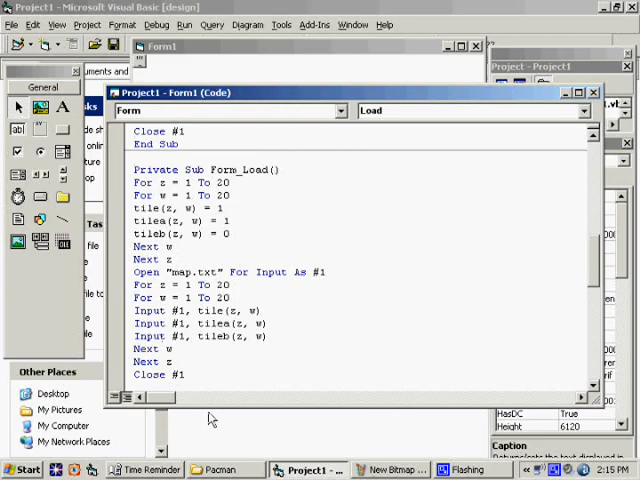 Project1 - Microsoft Visual Basic [design]
File Edit View Project Format Debug Run Query Diagram Tools Add-Ins Window
Form1
uments and
General
Project - Project1
Project1 - Form1 (Code)
Form Load
Close #1
End Sub
Private Sub Form_Load()
For z = 1 To 20
For w = 1 To 20
tile(z, w) = 1
tilea(z, w) = 1
tileb(z, w) = 0
Next w
Next z
Open "map.txt" For Input As #1
For z = 1 To 20
For w = 1 To 20
Input #1, tile(z, w)
Input #1, tilea(z, w)
Input #1, tileb(z, w)
Next w
Next z
Close #1
Other Places
Desktop
My Pictures
My Computer
My Network Places
HasDC True
Height 6120
Caption
Start Time Reminder Pacman Project1 - ... New Bitmap ... Flashing 2:15 PM